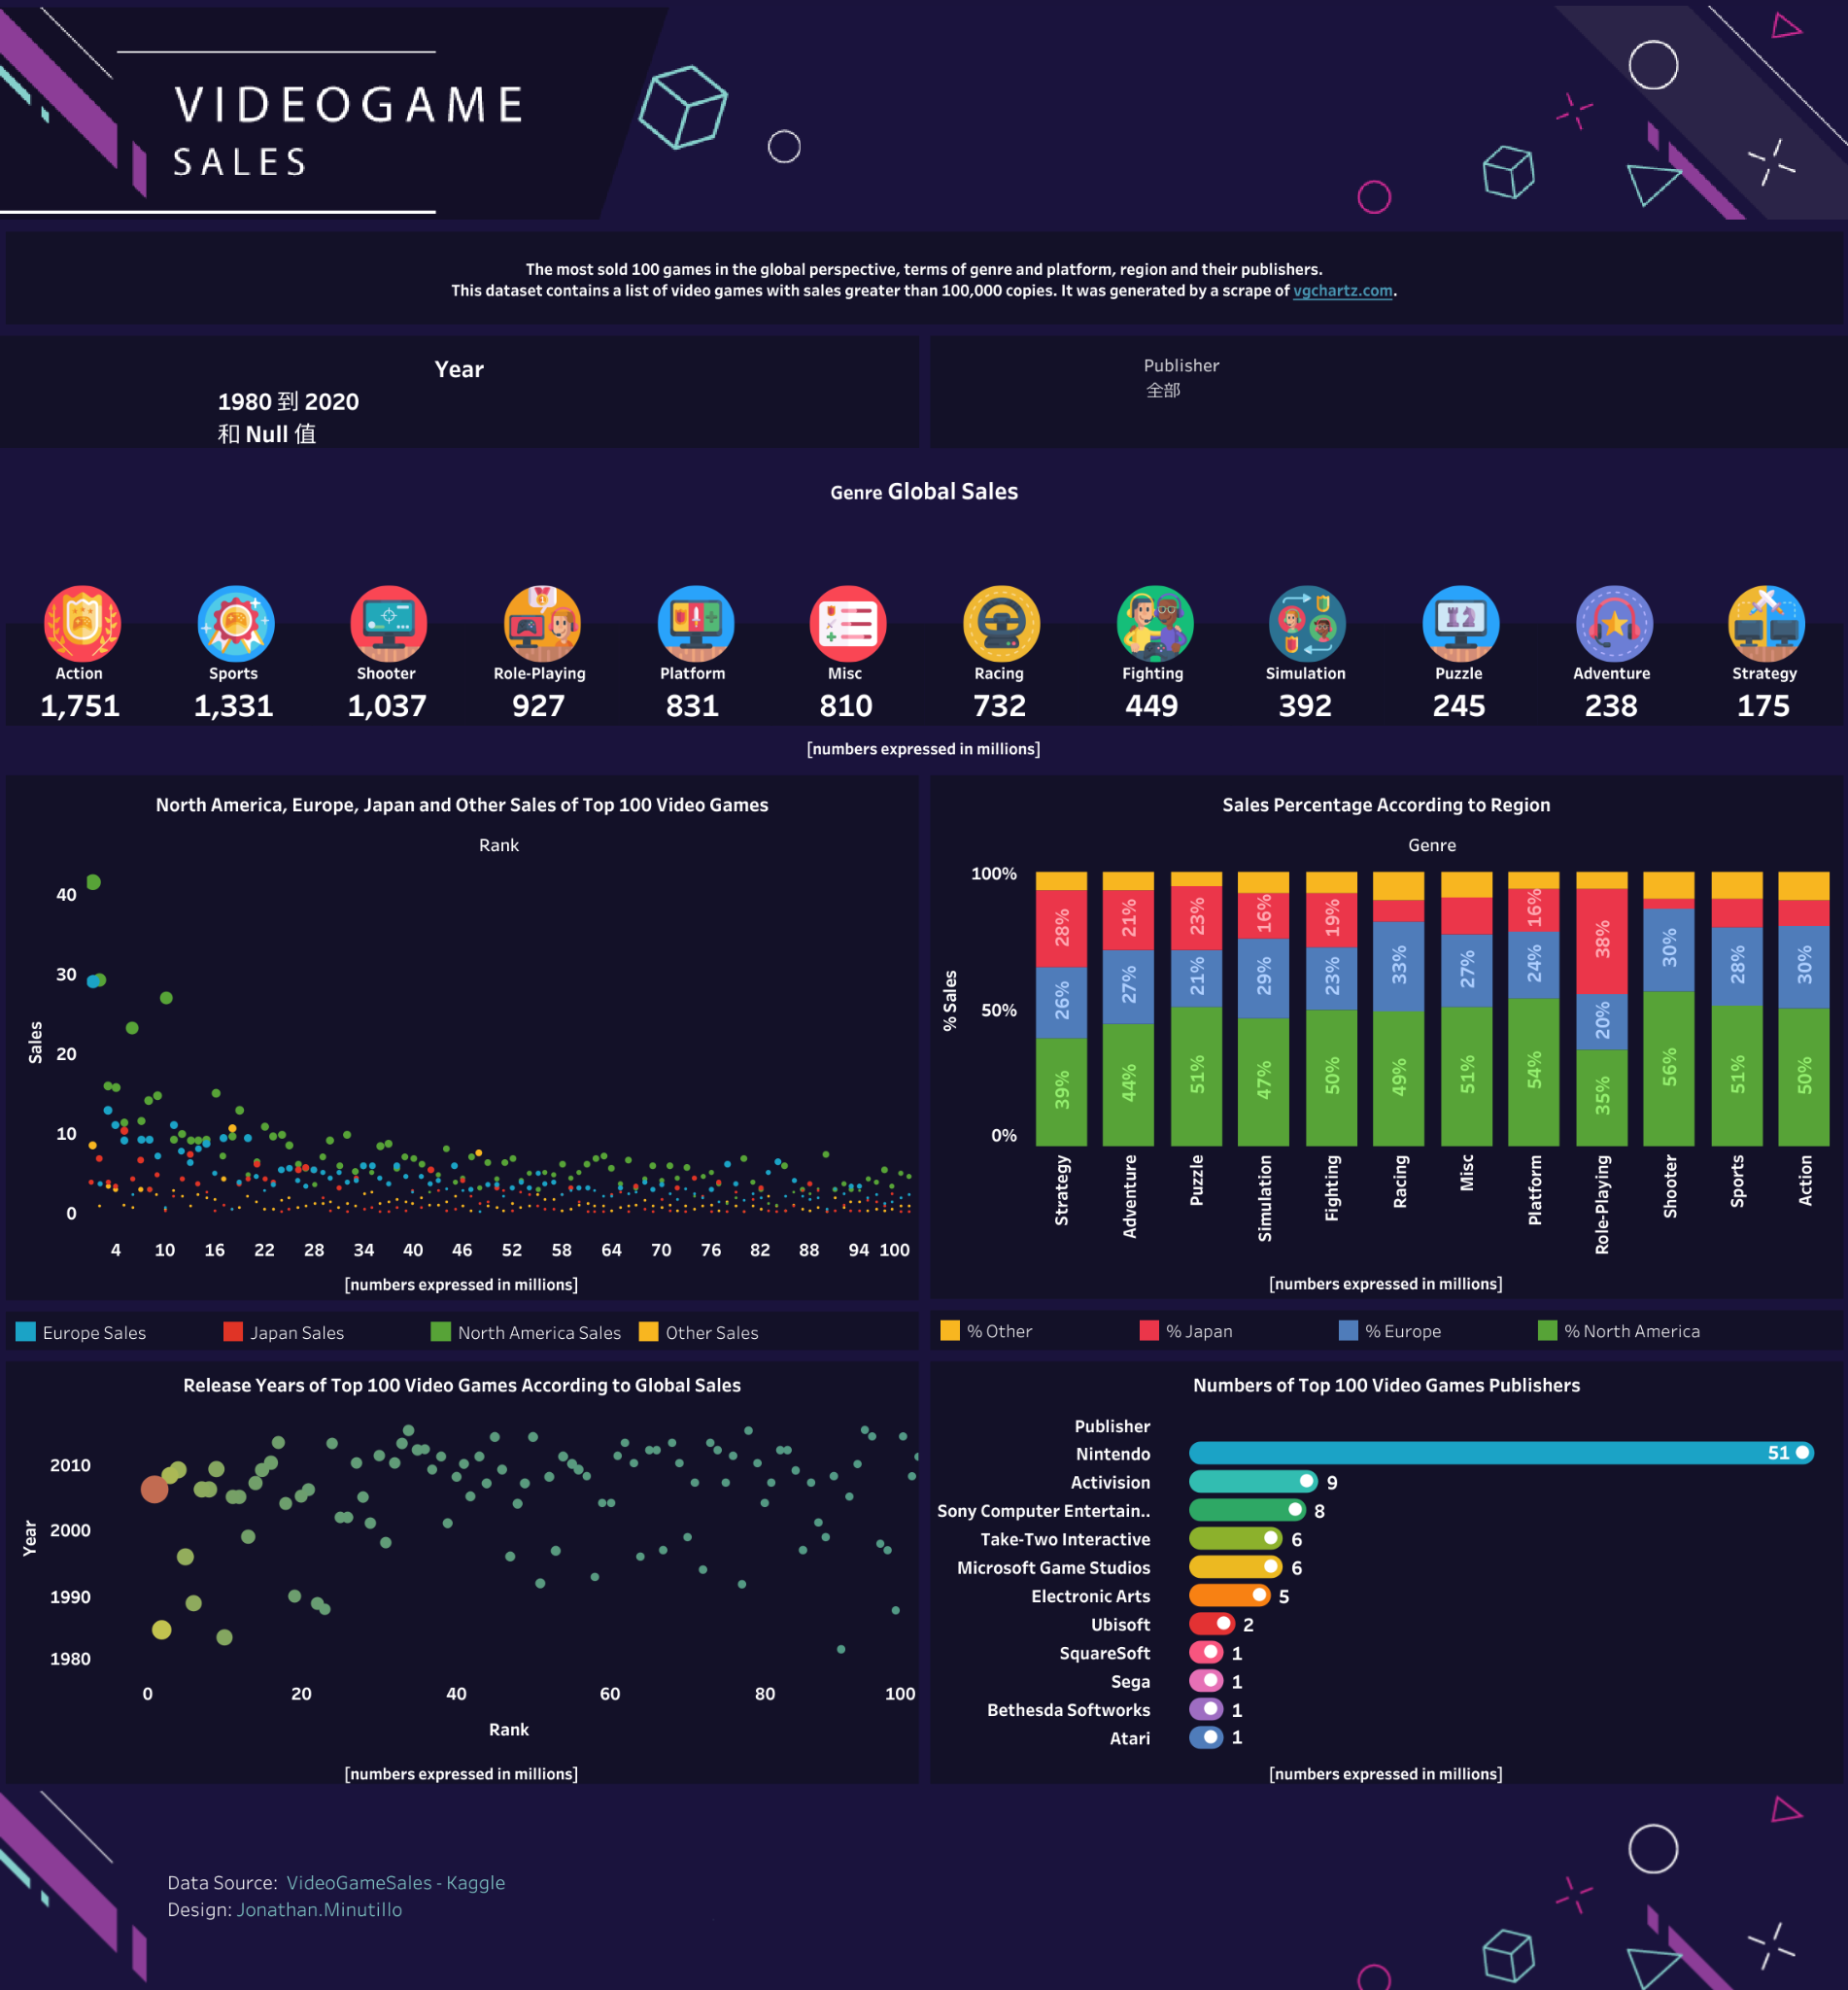 VIDEOGAME
SALES
The most sold 100 games in the global perspective, terms of genre and platform, region and their publishers.
This dataset contains a list of video games with sales greater than 100,000 copies. It was generated by a scrape of vgchartz.com.
Year
1980 到 2020
和 Null 值
Publisher
全部
Genre Global Sales
Action Sports Shooter Role-Playing Platform Misc Racing Fighting Simulation Puzzle Adventure Strategy
1,751 1,331 1,037 927 831 810 732 449 392 245 238 175
[numbers expressed in millions]
North America, Europe, Japan and Other Sales of Top 100 Video Games
Rank
Sales
40
30
20
10
0
4 10 16 22 28 34 40 46 52 58 64 70 76 82 88 94 100
[numbers expressed in millions]
Europe Sales Japan Sales North America Sales Other Sales
Sales Percentage According to Region
Genre
% Sales
100%
50%
0%
28% 21% 23% 16% 19% 16% 38%
26% 27% 21% 29% 23% 33% 27% 24% 20% 30% 28% 30%
39% 44% 51% 47% 50% 49% 51% 54% 35% 56% 51% 50%
Strategy Adventure Puzzle Simulation Fighting Racing Misc Platform Role-Playing Shooter Sports Action
[numbers expressed in millions]
% Other % Japan % Europe % North America
Release Years of Top 100 Video Games According to Global Sales
Year
2010
2000
1990
1980
0 20 40 60 80 100
Rank
[numbers expressed in millions]
Numbers of Top 100 Video Games Publishers
Publisher
Nintendo 51
Activision 9
Sony Computer Entertain.. 8
Take-Two Interactive 6
Microsoft Game Studios 6
Electronic Arts 5
Ubisoft 2
SquareSoft 1
Sega 1
Bethesda Softworks 1
Atari 1
[numbers expressed in millions]
Data Source: VideoGameSales - Kaggle
Design: Jonathan.Minutillo